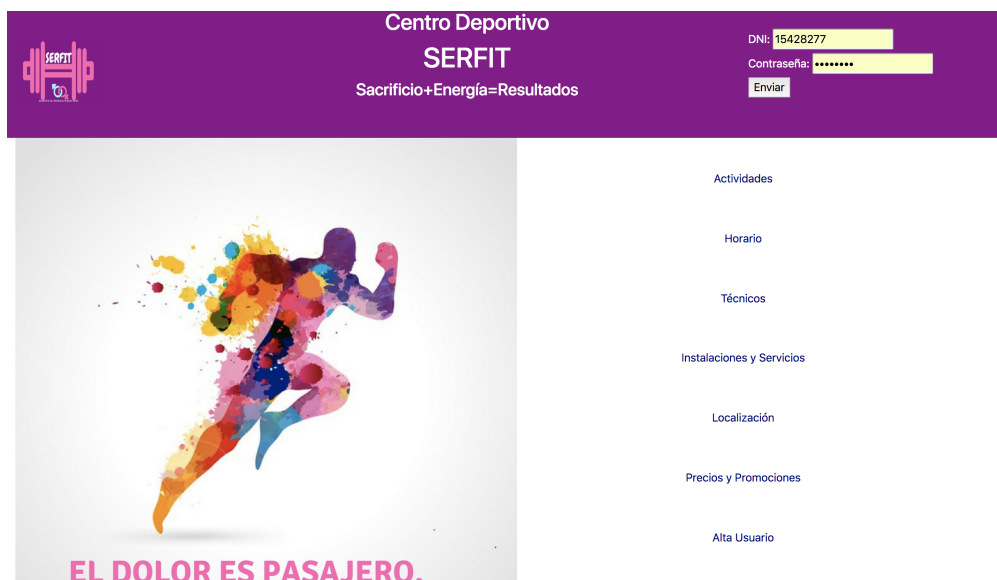 SERFIT
Centro Deportivo
SERFIT
Sacrificio+Energía=Resultados
DNI: 15428277
Contraseña: ••••••••
Enviar
Actividades
Horario
Técnicos
Instalaciones y Servicios
Localización
Precios y Promociones
Alta Usuario
EL DOLOR ES PASAJERO.